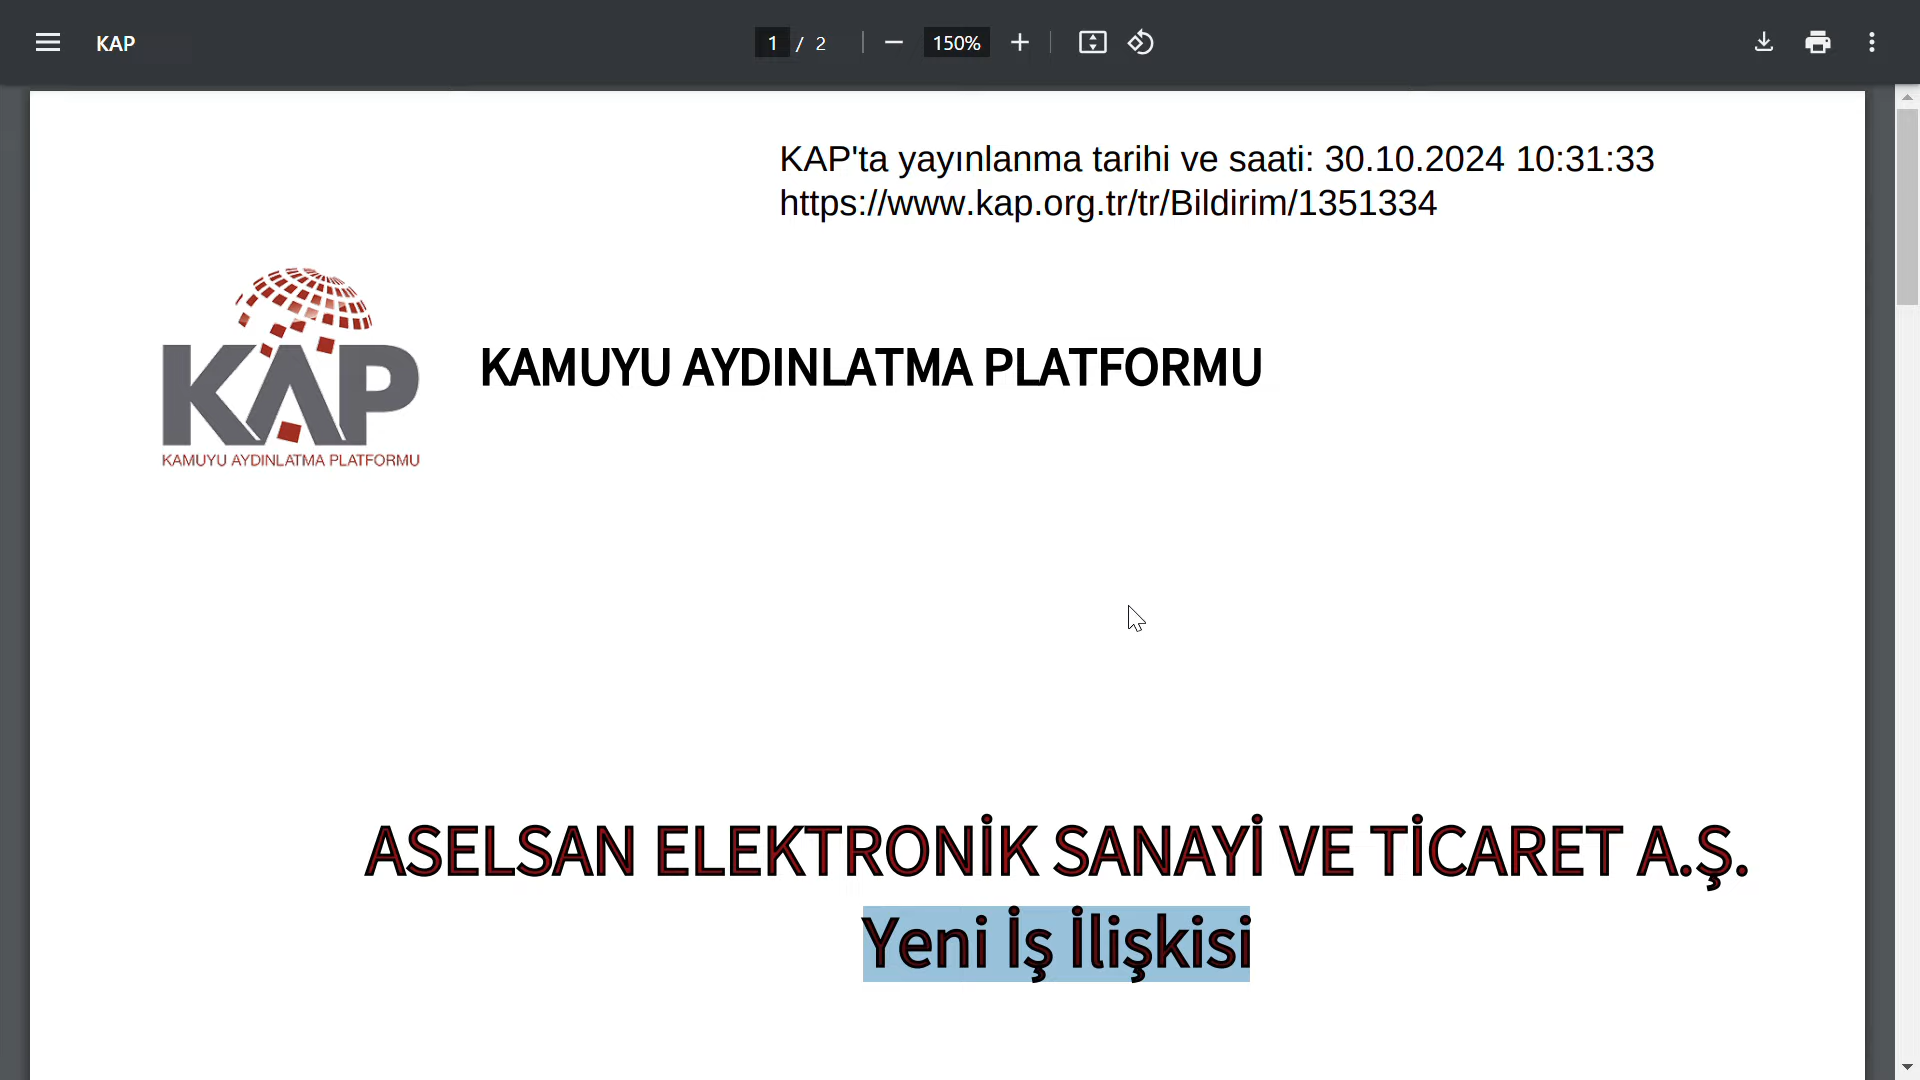 KAP
1 / 2
150%
KAP'ta yayınlanma tarihi ve saati: 30.10.2024 10:31:33
https://www.kap.org.tr/tr/Bildirim/1351334
KAP
KAMUYU AYDINLATMA PLATFORMU
KAMUYU AYDINLATMA PLATFORMU
ASELSAN ELEKTRONİK SANAYİ VE TİCARET A.Ş.
Yeni İş İlişkisi